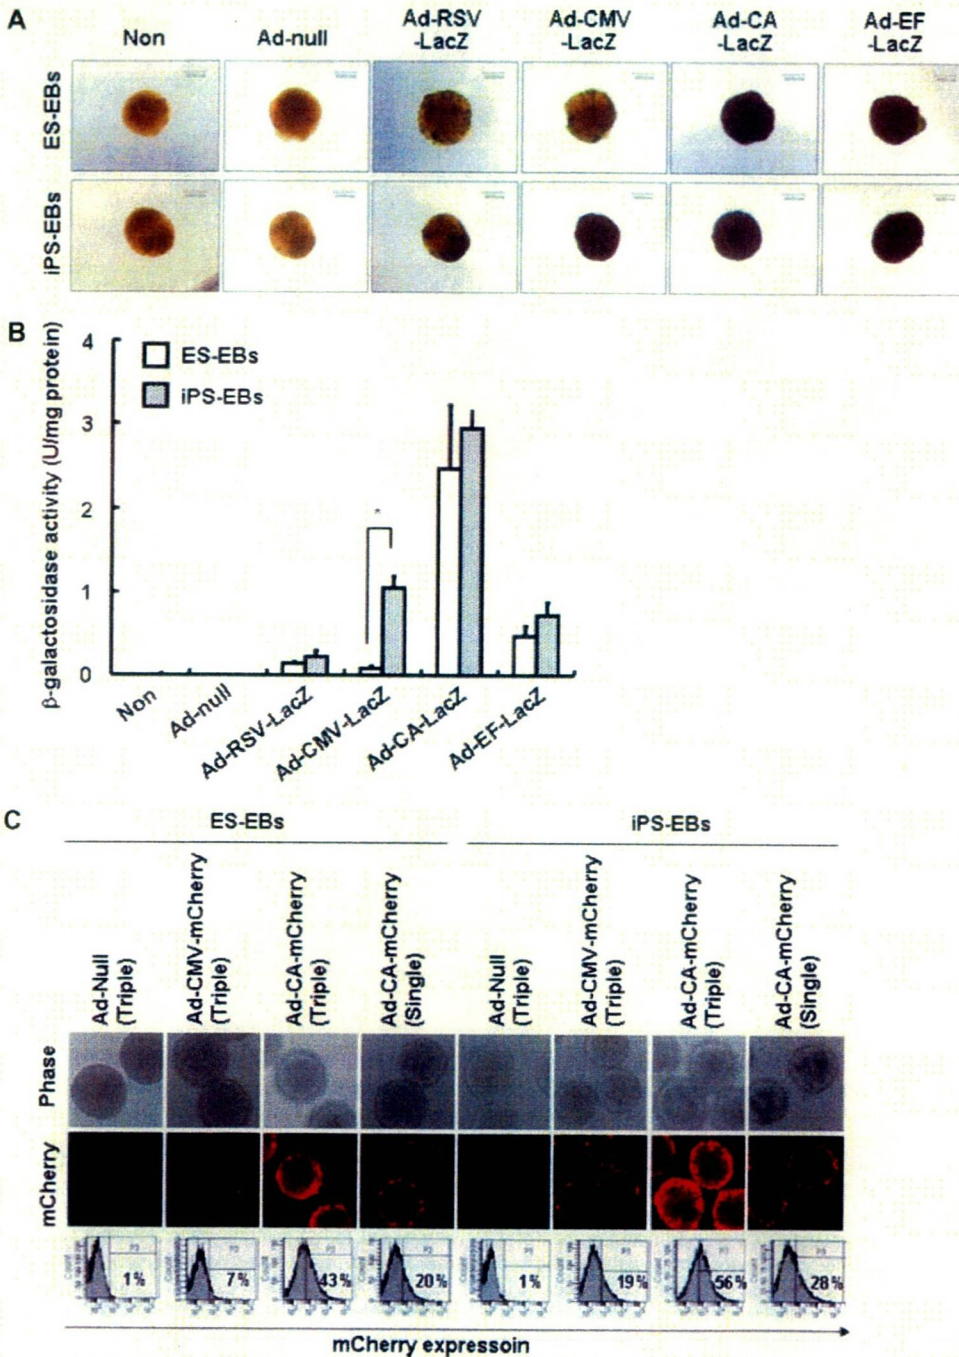 A
Non
Ad-null
Ad-RSV
-LacZ
Ad-CMV
-LacZ
Ad-CA
-LacZ
Ad-EF
-LacZ
ES-EBs
iPS-EBs
B
β-galactosidase activity (U/mg protein)
4
3
2
1
0
ES-EBs
iPS-EBs
*
Non
Ad-null
Ad-RSV-LacZ
Ad-CMV-LacZ
Ad-CA-LacZ
Ad-EF-LacZ
C
ES-EBs
iPS-EBs
Ad-Null
(Triple)
Ad-CMV-mCherry
(Triple)
Ad-CA-mCherry
(Triple)
Ad-CA-mCherry
(Single)
Ad-Null
(Triple)
Ad-CMV-mCherry
(Triple)
Ad-CA-mCherry
(Triple)
Ad-CA-mCherry
(Single)
Phase
mCherry
1%
7%
43%
20%
1%
19%
56%
28%
mCherry expressoin